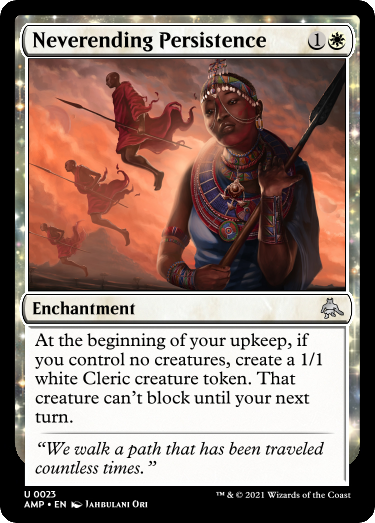 Neverending Persistence 1
Enchantment
At the beginning of your upkeep, if
you control no creatures, create a 1/1
white Cleric creature token. That
creature can't block until your next
turn.
“We walk a path that has been traveled
countless times.”
U 0023
AMP • EN Jahbulani Ori
™ & © 2021 Wizards of the Coast